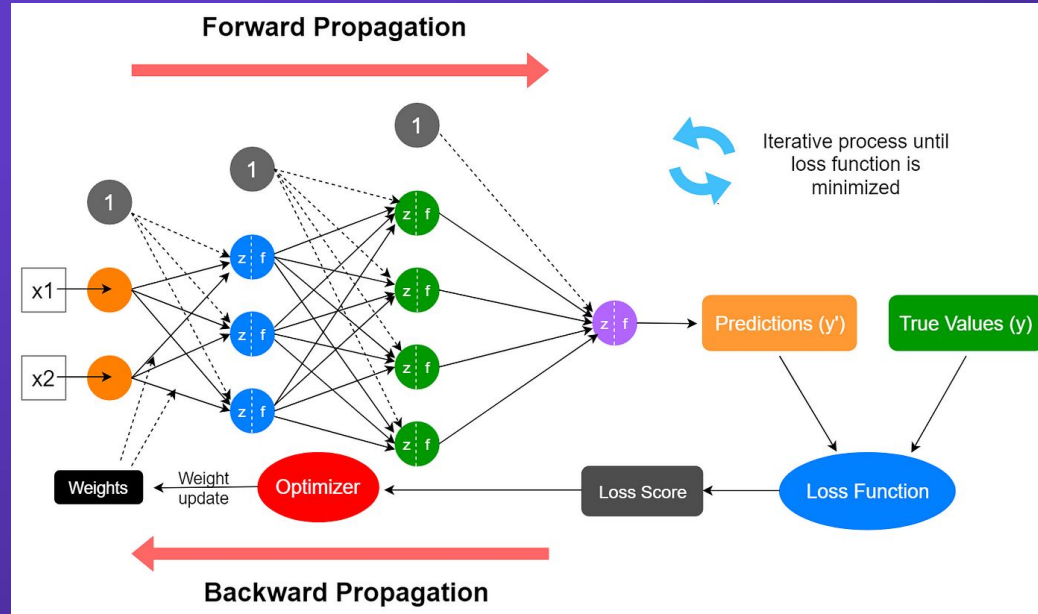 Forward Propagation
1
1
1
Iterative process until
loss function is
minimized
z f
z f
x1
z f
z f
z f
Predictions (y')
True Values (y)
x2
z f
z f
z f
Weights
Weight
update
Optimizer
Loss Score
Loss Function
Backward Propagation